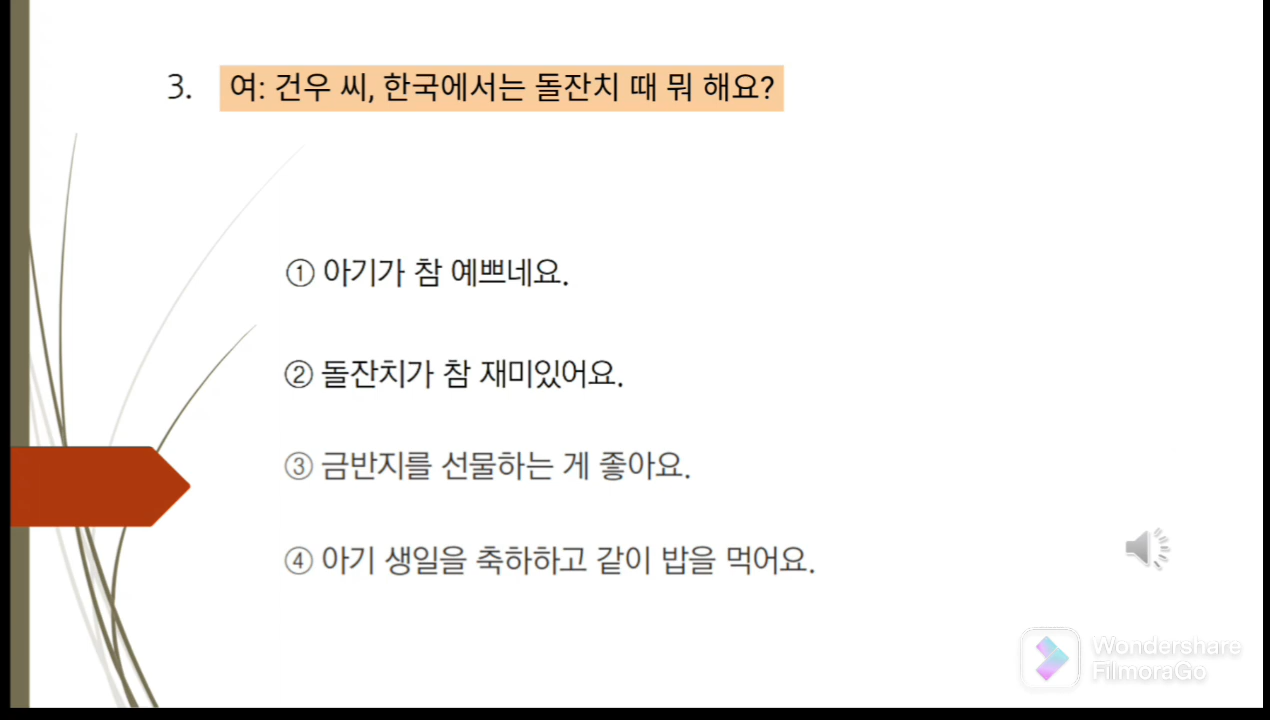 3. 여: 건우 씨, 한국에서는 돌잔치 때 뭐 해요?
① 아기가 참 예쁘네요.
② 돌잔치가 참 재미있어요.
③ 금반지를 선물하는 게 좋아요.
④ 아기 생일을 축하하고 같이 밥을 먹어요.
Wondershare
FilmoraGo